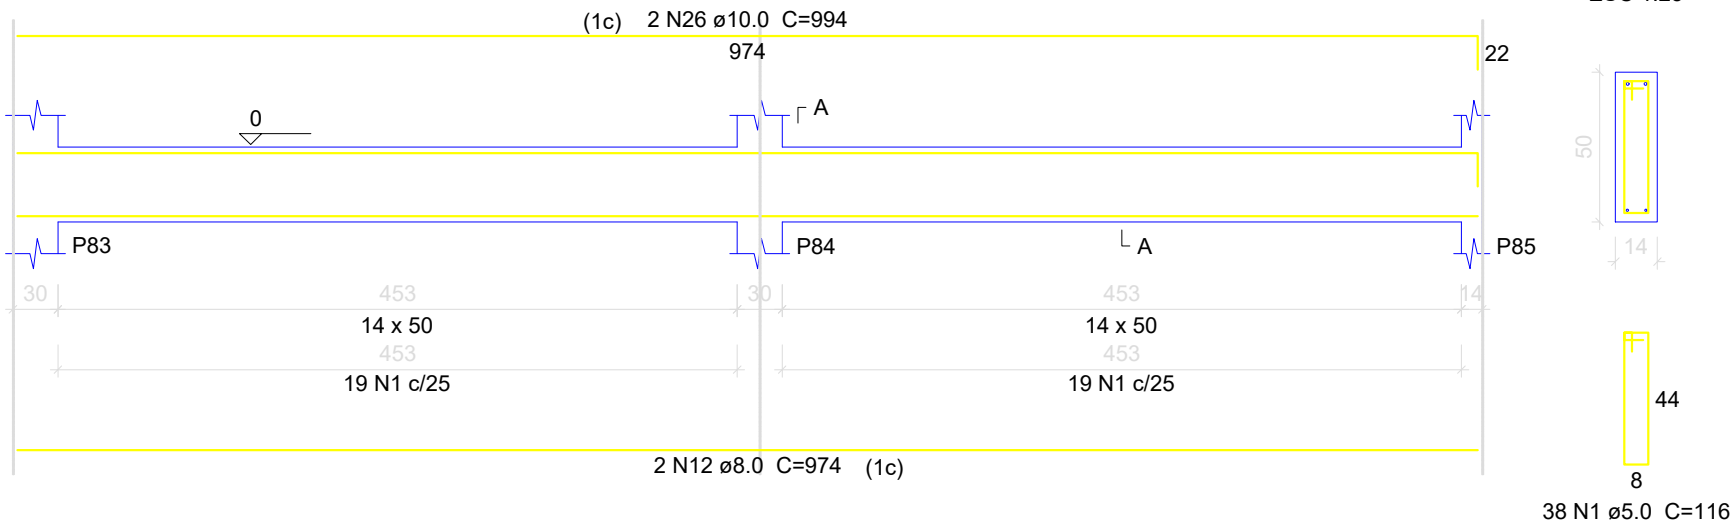 (1c) 2 N26 ø10.0 C=994
974
22
A
0
50
P83
P84
A
P85
14
30
453
30
453
14
14 x 50
14 x 50
453
453
19 N1 c/25
19 N1 c/25
44
2 N12 ø8.0 C=974 (1c)
8
38 N1 ø5.0 C=116